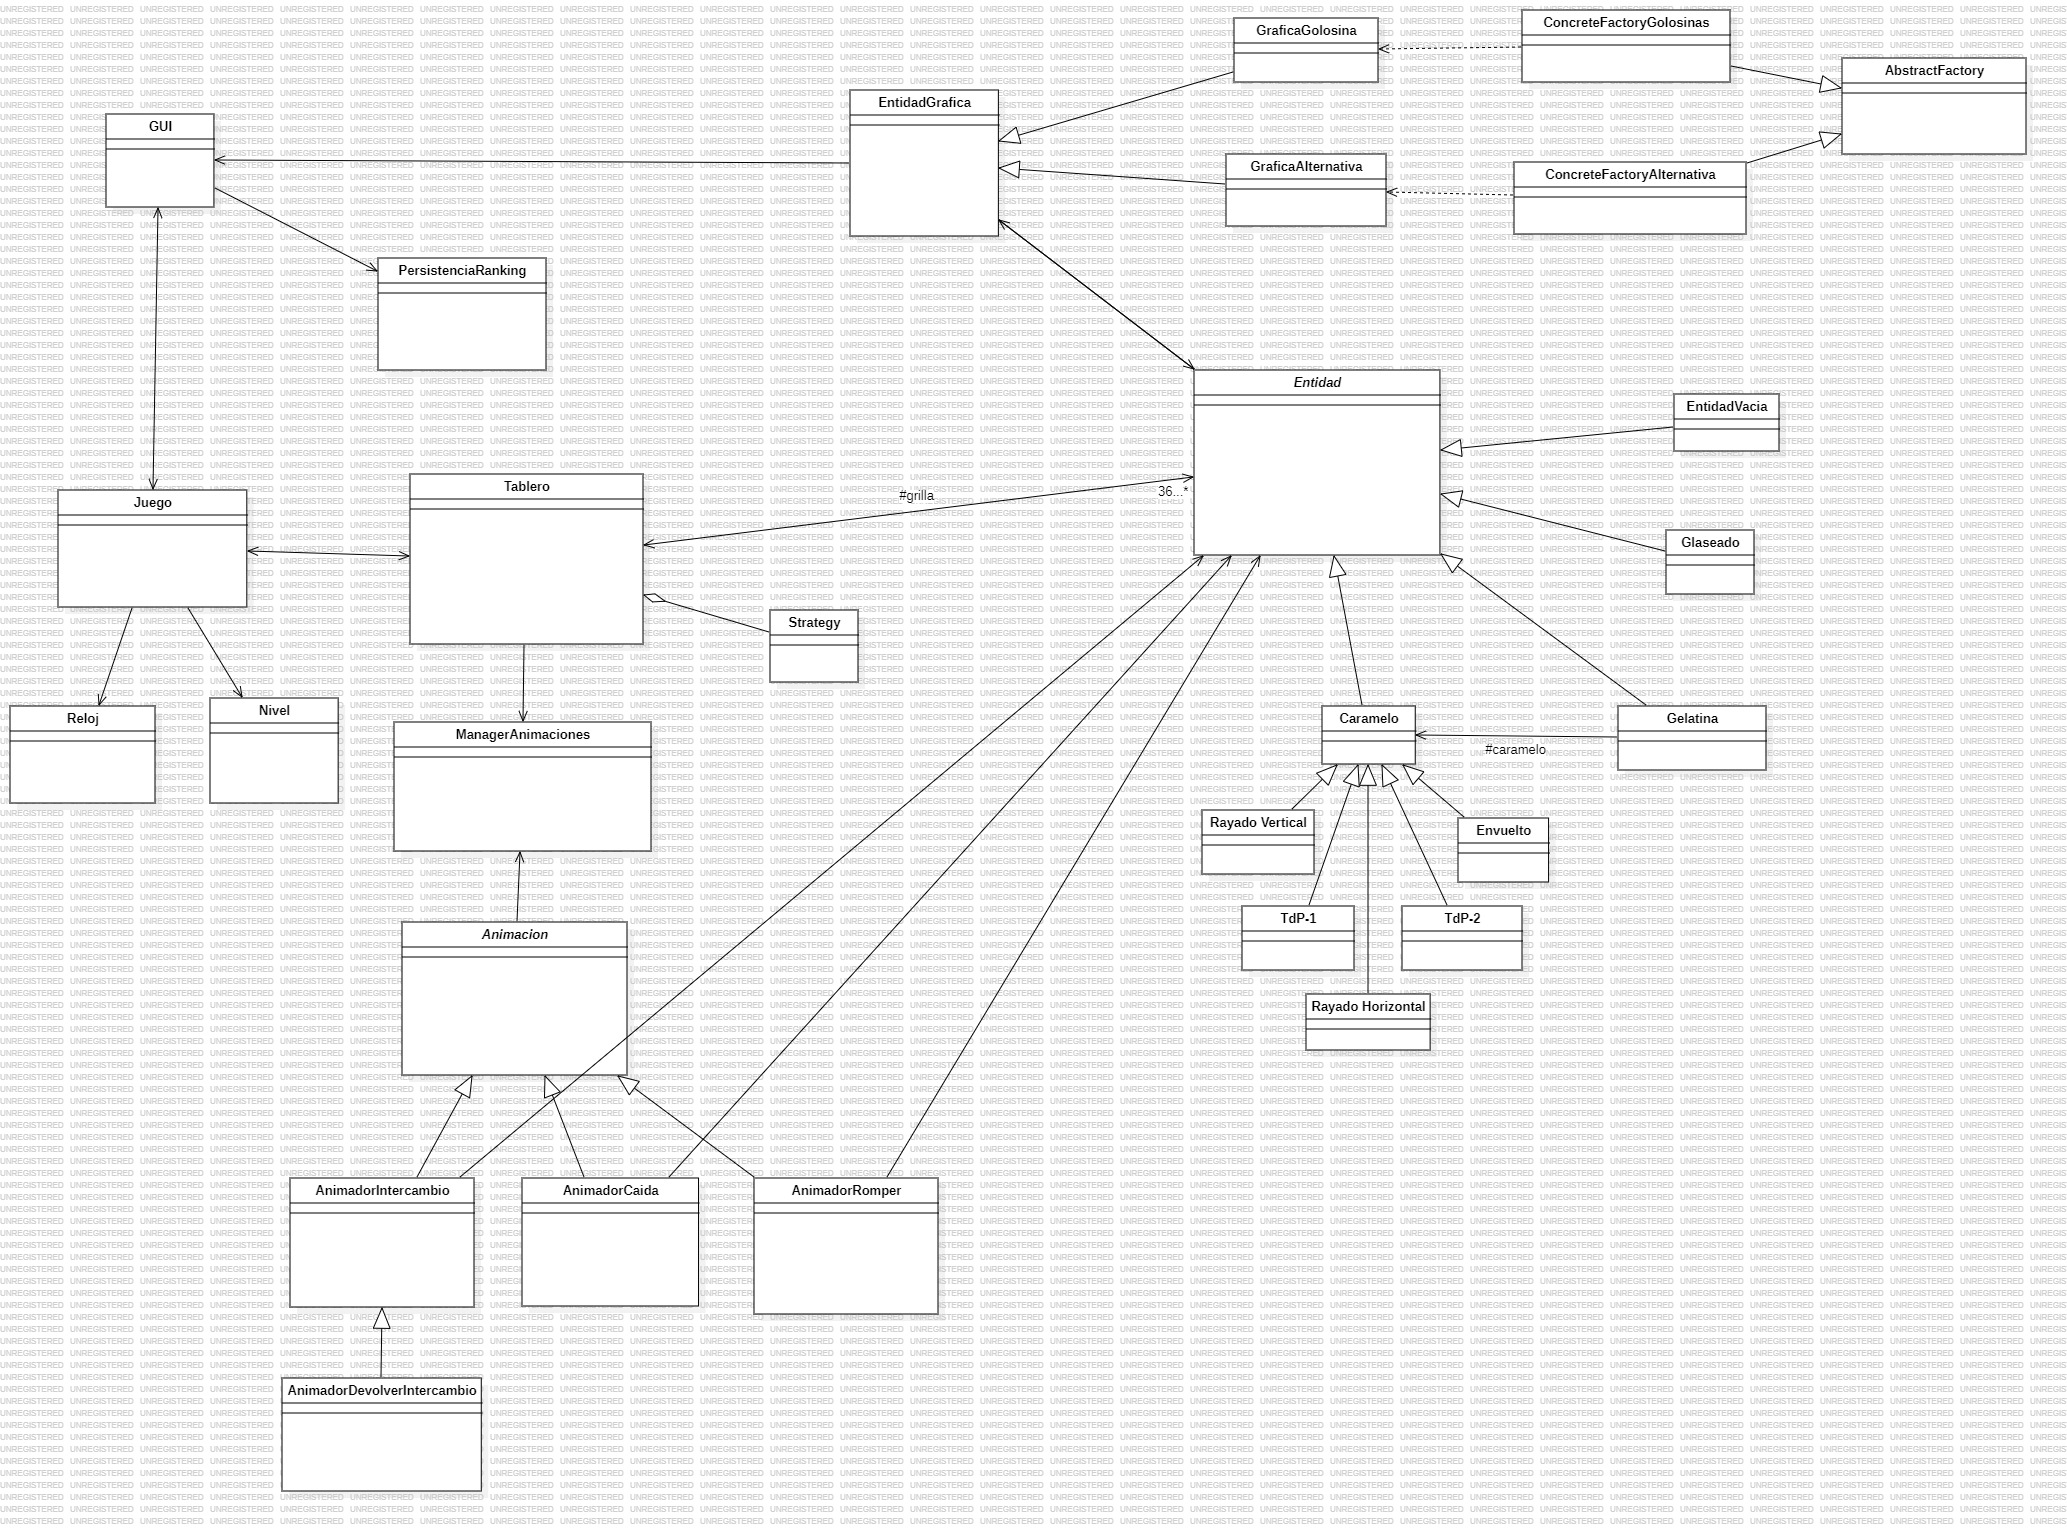 GraficaGolosina
ConcreteFactoryGolosinas
AbstractFactory
EntidadGrafica
GUI
GraficaAlternativa
ConcreteFactoryAlternativa
PersistenciaRanking
Entidad
EntidadVacia
Tablero
#grilla
36...*
Juego
Glaseado
Strategy
Reloj
Nivel
ManagerAnimaciones
Caramelo
Gelatina
#caramelo
Rayado Vertical
Envuelto
TdP-1
TdP-2
Animacion
Rayado Horizontal
AnimadorIntercambio
AnimadorCaida
AnimadorRomper
AnimadorDevolverIntercambio
UNREGISTERED